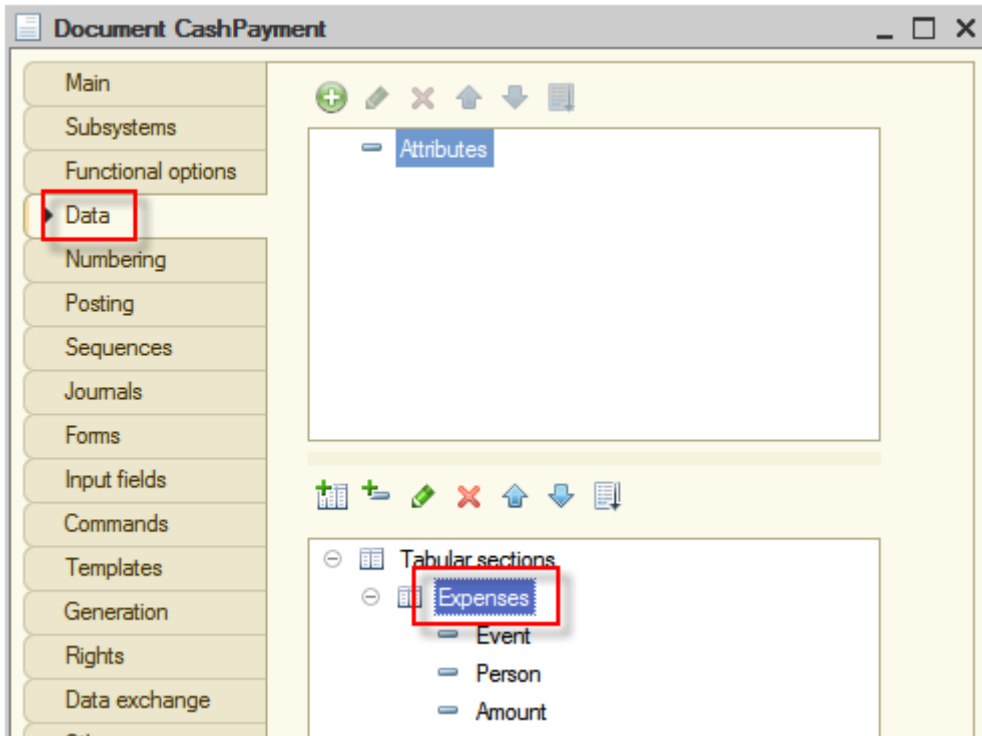 Document CashPayment
Main
Subsystems
Functional options
Data
Numbering
Posting
Sequences
Journals
Forms
Input fields
Commands
Templates
Generation
Rights
Data exchange
Attributes
Tabular sections
Expenses
Event
Person
Amount